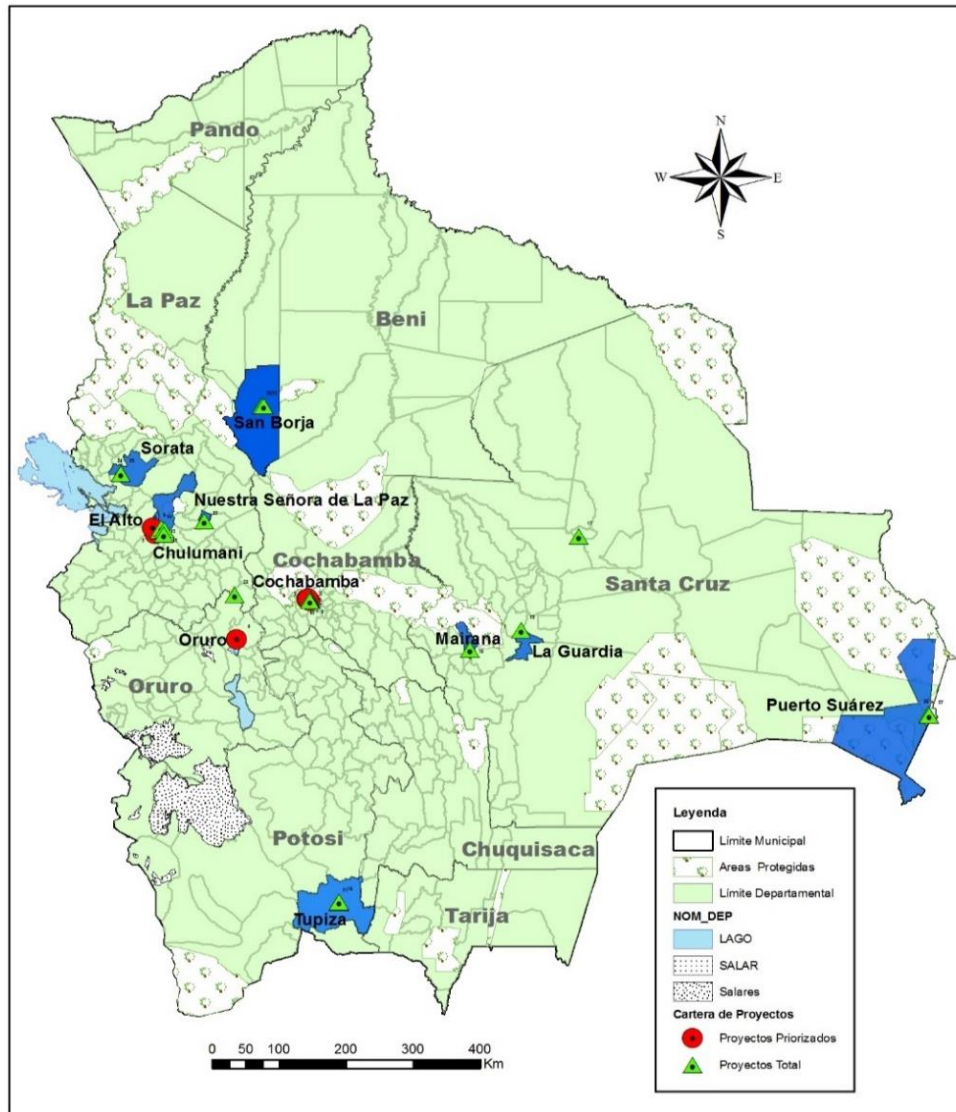 Pando
N
W
E
S
La Paz
Beni
San Borja
Sorata
Nuestra Señora de La Paz
El Alto
Chulumani
Cochabamba
Santa Cruz
Cochabamba
Mairana
La Guardia
Oruro
Oruro
Puerto Suárez
Potosi
Chuquisaca
Tarija
Tupiza
Leyenda
Límite Municipal
Areas Protegidas
Límite Departamental
NOM_DEP
LAGO
SALAR
Salares
Cartera de Proyectos
Proyectos Priorizados
Proyectos Total
0 50 100 200 300 400
Km